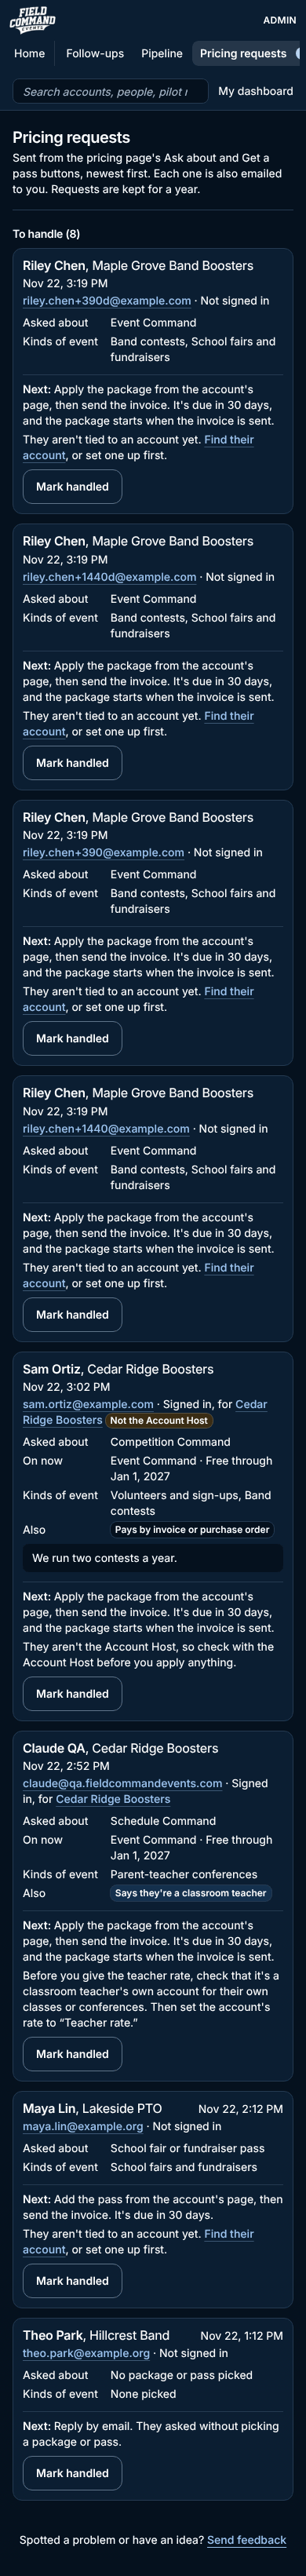 FIELD
COMMAND
EVENTS
ADMIN
Home Follow-ups Pipeline Pricing requests
Search accounts, people, pilot r
My dashboard
Pricing requests
Sent from the pricing page's Ask about and Get a
pass buttons, newest first. Each one is also emailed
to you. Requests are kept for a year.
To handle (8)
Riley Chen, Maple Grove Band Boosters
Nov 22, 3:19 PM
riley.chen+390d@example.com · Not signed in
Asked about Event Command
Kinds of event Band contests, School fairs and
fundraisers
Next: Apply the package from the account's
page, then send the invoice. It's due in 30 days,
and the package starts when the invoice is sent.
They aren't tied to an account yet. Find their
account, or set one up first.
Mark handled
Riley Chen, Maple Grove Band Boosters
Nov 22, 3:19 PM
riley.chen+1440d@example.com · Not signed in
Asked about Event Command
Kinds of event Band contests, School fairs and
fundraisers
Next: Apply the package from the account's
page, then send the invoice. It's due in 30 days,
and the package starts when the invoice is sent.
They aren't tied to an account yet. Find their
account, or set one up first.
Mark handled
Riley Chen, Maple Grove Band Boosters
Nov 22, 3:19 PM
riley.chen+390@example.com · Not signed in
Asked about Event Command
Kinds of event Band contests, School fairs and
fundraisers
Next: Apply the package from the account's
page, then send the invoice. It's due in 30 days,
and the package starts when the invoice is sent.
They aren't tied to an account yet. Find their
account, or set one up first.
Mark handled
Riley Chen, Maple Grove Band Boosters
Nov 22, 3:19 PM
riley.chen+1440@example.com · Not signed in
Asked about Event Command
Kinds of event Band contests, School fairs and
fundraisers
Next: Apply the package from the account's
page, then send the invoice. It's due in 30 days,
and the package starts when the invoice is sent.
They aren't tied to an account yet. Find their
account, or set one up first.
Mark handled
Sam Ortiz, Cedar Ridge Boosters
Nov 22, 3:02 PM
sam.ortiz@example.com · Signed in, for Cedar
Ridge Boosters Not the Account Host
Asked about Competition Command
On now Event Command · Free through
Jan 1, 2027
Kinds of event Volunteers and sign-ups, Band
contests
Also Pays by invoice or purchase order
We run two contests a year.
Next: Apply the package from the account's
page, then send the invoice. It's due in 30 days,
and the package starts when the invoice is sent.
They aren't the Account Host, so check with the
Account Host before you apply anything.
Mark handled
Claude QA, Cedar Ridge Boosters
Nov 22, 2:52 PM
claude@qa.fieldcommandevents.com · Signed
in, for Cedar Ridge Boosters
Asked about Schedule Command
On now Event Command · Free through
Jan 1, 2027
Kinds of event Parent-teacher conferences
Also Says they're a classroom teacher
Next: Apply the package from the account's
page, then send the invoice. It's due in 30 days,
and the package starts when the invoice is sent.
Before you give the teacher rate, check that it's a
classroom teacher's own account for their own
classes or conferences. Then set the account's
rate to “Teacher rate.”
Mark handled
Maya Lin, Lakeside PTO Nov 22, 2:12 PM
maya.lin@example.org · Not signed in
Asked about School fair or fundraiser pass
Kinds of event School fairs and fundraisers
Next: Add the pass from the account's page, then
send the invoice. It's due in 30 days.
They aren't tied to an account yet. Find their
account, or set one up first.
Mark handled
Theo Park, Hillcrest Band Nov 22, 1:12 PM
theo.park@example.org · Not signed in
Asked about No package or pass picked
Kinds of event None picked
Next: Reply by email. They asked without picking
a package or pass.
Mark handled
Spotted a problem or have an idea? Send feedback